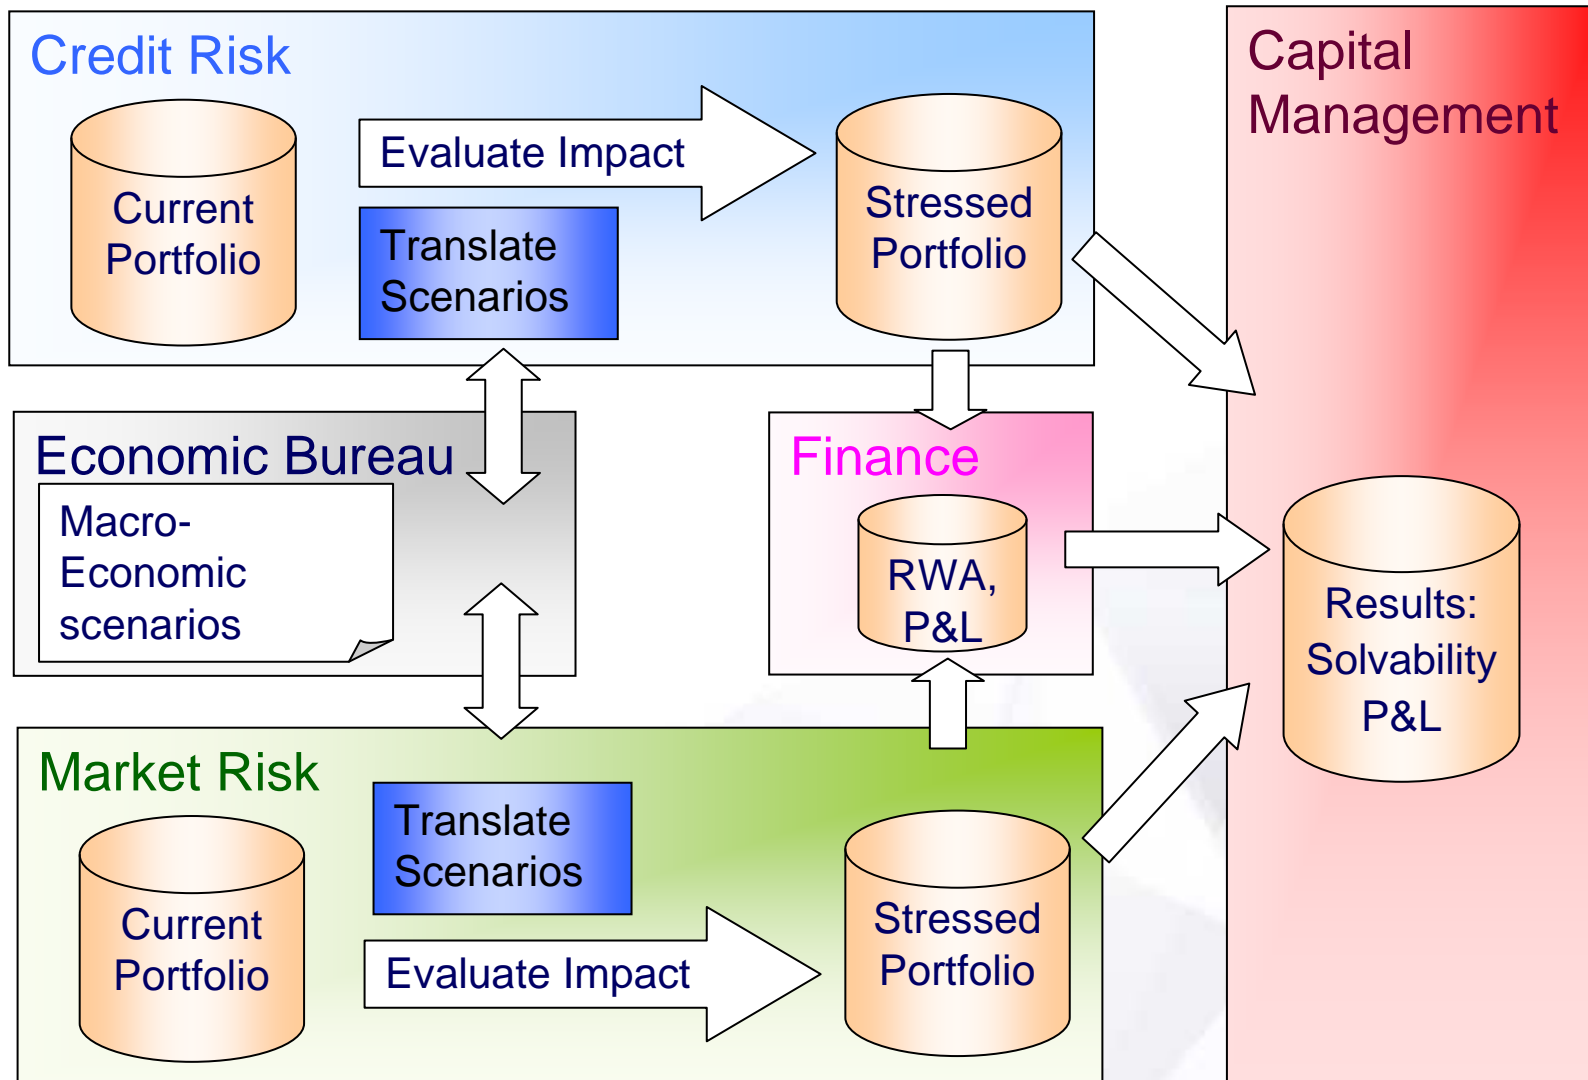 Credit Risk
Current
Portfolio
Evaluate Impact
Translate
Scenarios
Stressed
Portfolio
Capital
Management
Economic Bureau
Macro-
Economic
scenarios
Finance
RWA,
P&L
Results:
Solvability
P&L
Market Risk
Current
Portfolio
Translate
Scenarios
Evaluate Impact
Stressed
Portfolio